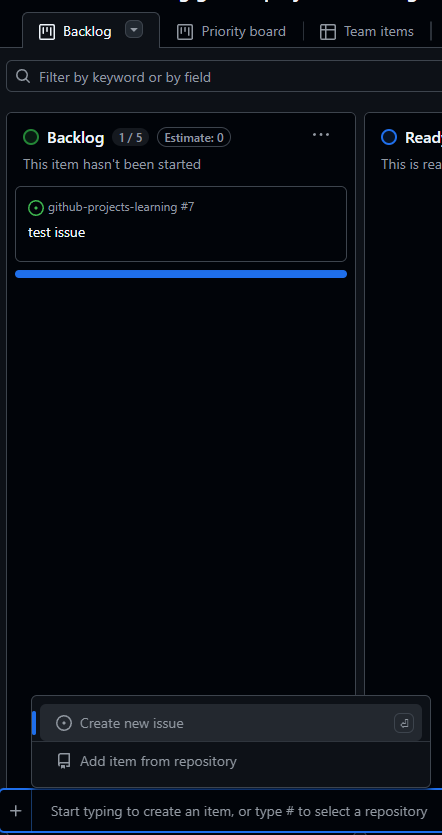 Backlog
Priority board
Team items
Filter by keyword or by field
Backlog 1 / 5 Estimate: 0
This item hasn't been started
github-projects-learning #7
test issue
This is
Create new issue
Add item from repository
Start typing to create an item, or type # to select a repository